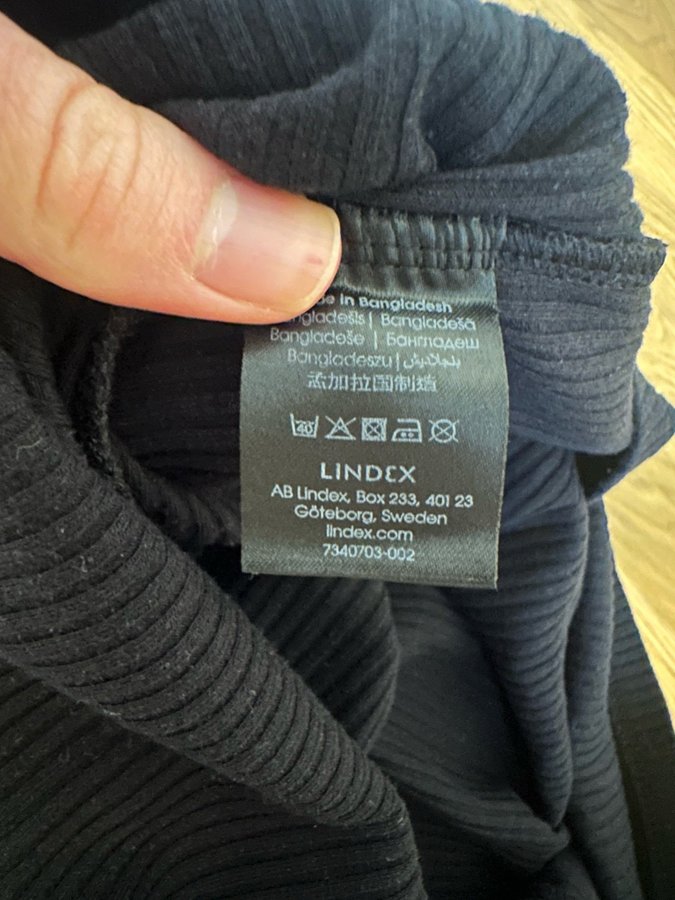 in Bangladesh
Bangladešā
Bangladeše | Бангладеш
Bangladeszu | بنجلاديش
孟加拉国制造
40
LINDEX
AB Lindex, Box 233, 401 23
Göteborg, Sweden
lindex.com
7340703-002